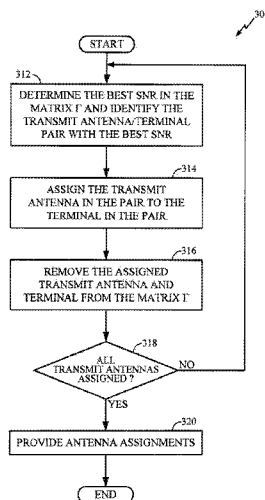 30
START
312
DETERMINE THE BEST SNR IN THE
MATRIX Γ AND IDENTIFY THE
TRANSMIT ANTENNA/TERMINAL
PAIR WITH THE BEST SNR
314
ASSIGN THE TRANSMIT
ANTENNA IN THE PAIR TO THE
TERMINAL IN THE PAIR
316
REMOVE THE ASSIGNED
TRANSMIT ANTENNA AND
TERMINAL FROM THE MATRIX Γ
318
ALL
TRANSMIT ANTENNAS
ASSIGNED ?
NO
YES
320
PROVIDE ANTENNA ASSIGNMENTS
END